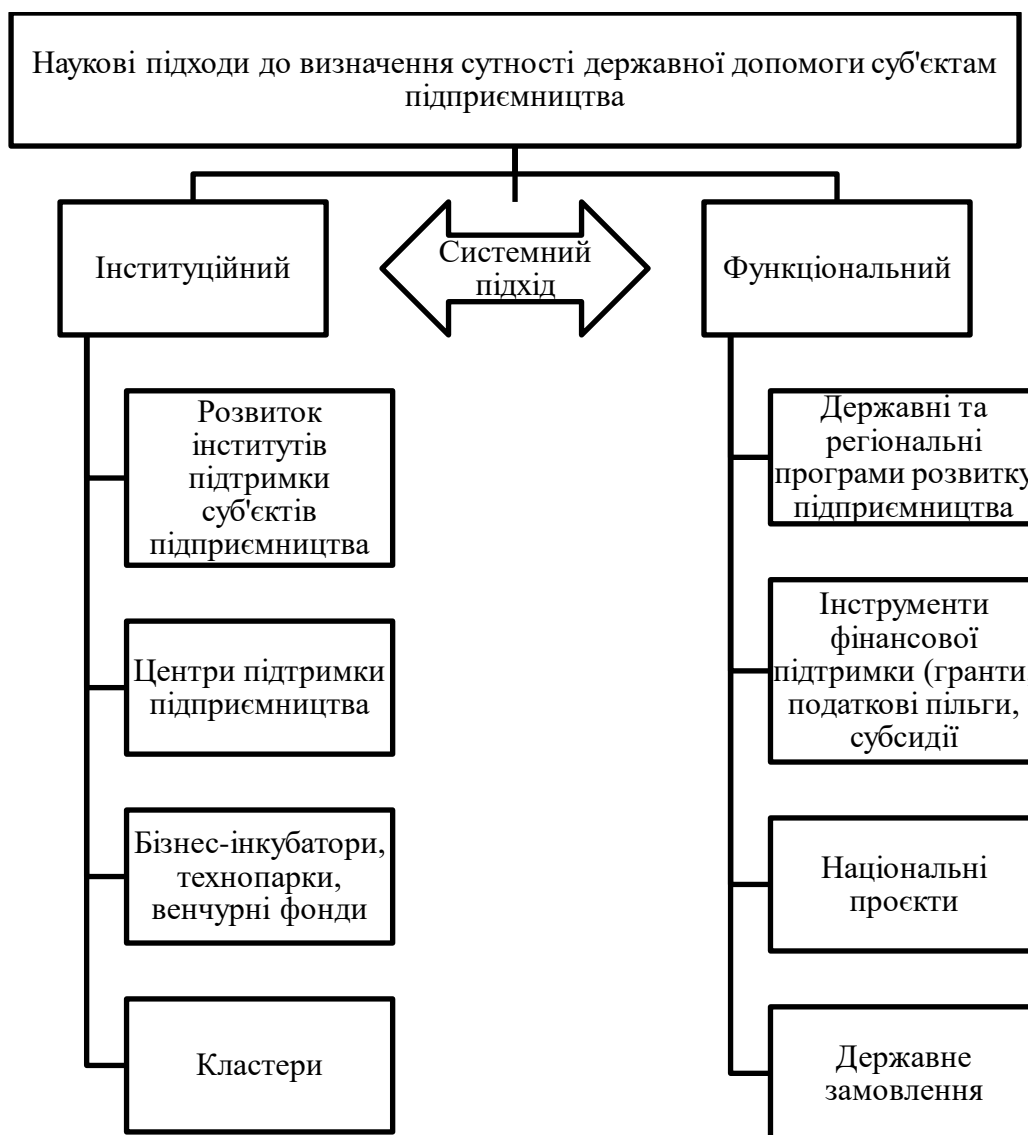 Наукові підходи до визначення сутності державної допомоги суб'єктам
підприємництва
Інституційний
Системний
підхід
Функціональний
Розвиток
інститутів
підтримки
суб'єктів
підприємництва
Центри підтримки
підприємництва
Бізнес-інкубатори,
технопарки,
венчурні фонди
Кластери
Державні та
регіональні
програми розвитку
підприємництва
Інструменти
фінансової
підтримки (гранти,
податкові пільги,
субсидії
Національні
проєкти
Державне
замовлення